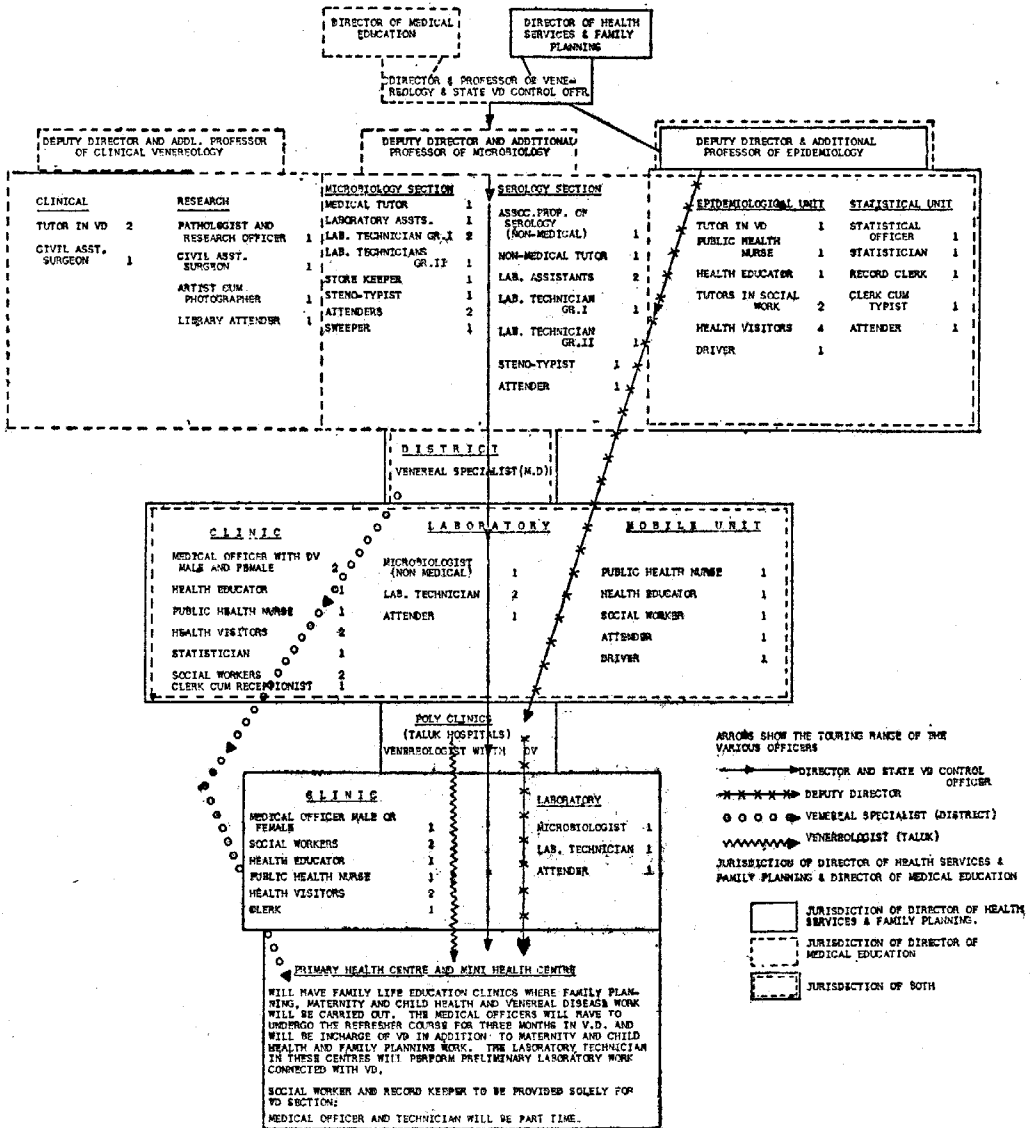 DIRECTOR OF MEDICAL
EDUCATION
DIRECTOR OF HEALTH
SERVICES & FAMILY
PLANNING
DIRECTOR & PROFESSOR OF VENE-
REOLOGY & STATE VD CONTROL OFFR.
DEPUTY DIRECTOR AND ADDL. PROFESSOR
OF CLINICAL VENEREOLOGY
DEPUTY DIRECTOR AND ADDITIONAL
PROFESSOR OF MICROBIOLOGY
DEPUTY DIRECTOR & ADDITIONAL
PROFESSOR OF EPIDEMIOLOGY
CLINICAL
TUTOR IN VD 2
CIVIL ASST.
SURGEON 1
RESEARCH
PATHOLOGIST AND
RESEARCH OFFICER 1
CIVIL ASST.
SURGEON 1
ARTIST CUM
PHOTOGRAPHER 1
LIBRARY ATTENDER 1
MICROBIOLOGY SECTION
MEDICAL TUTOR 1
LABORATORY ASSTS. 1
LAB. TECHNICIAN GR.I 2
LAB. TECHNICIANS
GR.II 1
STORE KEEPER 1
STENO-TYPIST 1
ATTENDERS 2
SWEEPER 1
SEROLOGY SECTION
ASSOC.PROF. OF
SEROLOGY
(NON-MEDICAL) 1
NON-MEDICAL TUTOR 1
LAB. ASSISTANTS 2
LAB. TECHNICIAN
GR.I 1
LAB. TECHNICIAN
GR.II 1
STENO-TYPIST 1
ATTENDER 1
EPIDEMIOLOGICAL UNIT
TUTOR IN VD 1
PUBLIC HEALTH
NURSE 1
HEALTH EDUCATOR 1
TUTORS IN SOCIAL
WORK 2
HEALTH VISITORS 4
DRIVER 1
STATISTICAL UNIT
STATISTICAL
OFFICER 1
STATISTICIAN 1
RECORD CLERK 1
CLERK CUM
TYPIST 1
ATTENDER 1
DISTRICT
VENEREAL SPECIALIST(M.D)
CLINIC
MEDICAL OFFICER WITH DV
MALE AND FEMALE 2
HEALTH EDUCATOR 1
PUBLIC HEALTH NURSE 1
HEALTH VISITORS 2
STATISTICIAN 1
SOCIAL WORKERS 2
CLERK CUM RECEPTIONIST 1
LABORATORY
MICROBIOLOGIST
(NON MEDICAL) 1
LAB. TECHNICIAN 2
ATTENDER 1
MOBILE UNIT
PUBLIC HEALTH NURSE 1
HEALTH EDUCATOR 1
SOCIAL WORKER 1
ATTENDER 1
DRIVER 1
POLY CLINICS
(TALUK HOSPITALS)
VENEREOLOGIST WITH DV
CLINIC
MEDICAL OFFICER MALE OR
FEMALE 1
SOCIAL WORKERS 2
HEALTH EDUCATOR 1
PUBLIC HEALTH NURSE 1
HEALTH VISITORS 2
CLERK 1
LABORATORY
MICROBIOLOGIST 1
LAB. TECHNICIAN 1
ATTENDER 1
PRIMARY HEALTH CENTRE AND MINI HEALTH CENTRE
WILL HAVE FAMILY LIFE EDUCATION CLINICS WHERE FAMILY PLAN-
NING, MATERNITY AND CHILD HEALTH AND VENEREAL DISEASE WORK
WILL BE CARRIED OUT. THE MEDICAL OFFICERS WILL HAVE TO
UNDERGO THE REFRESHER COURSE FOR THREE MONTHS IN V.D. AND
WILL BE INCHARGE OF VD IN ADDITION TO MATERNITY AND CHILD
HEALTH AND FAMILY PLANNING WORK. THE LABORATORY TECHNICIAN
IN THESE CENTRES WILL PERFORM PRELIMINARY LABORATORY WORK
CONNECTED WITH VD.
SOCIAL WORKER AND RECORD KEEPER TO BE PROVIDED SOLELY FOR
VD SECTION:
MEDICAL OFFICER AND TECHNICIAN WILL BE PART TIME.
ARROWS SHOW THE TOURING RANGE OF THE
VARIOUS OFFICERS
DIRECTOR AND STATE VD CONTROL
OFFICER
DEPUTY DIRECTOR
VENEREAL SPECIALIST (DISTRICT)
VENEREOLOGIST (TALUK)
JURISDICTION OF DIRECTOR OF HEALTH SERVICES &
FAMILY PLANNING & DIRECTOR OF MEDICAL EDUCATION
JURISDICTION OF DIRECTOR OF HEALTH
SERVICES & FAMILY PLANNING.
JURISDICTION OF DIRECTOR OF
MEDICAL EDUCATION
JURISDICTION OF BOTH